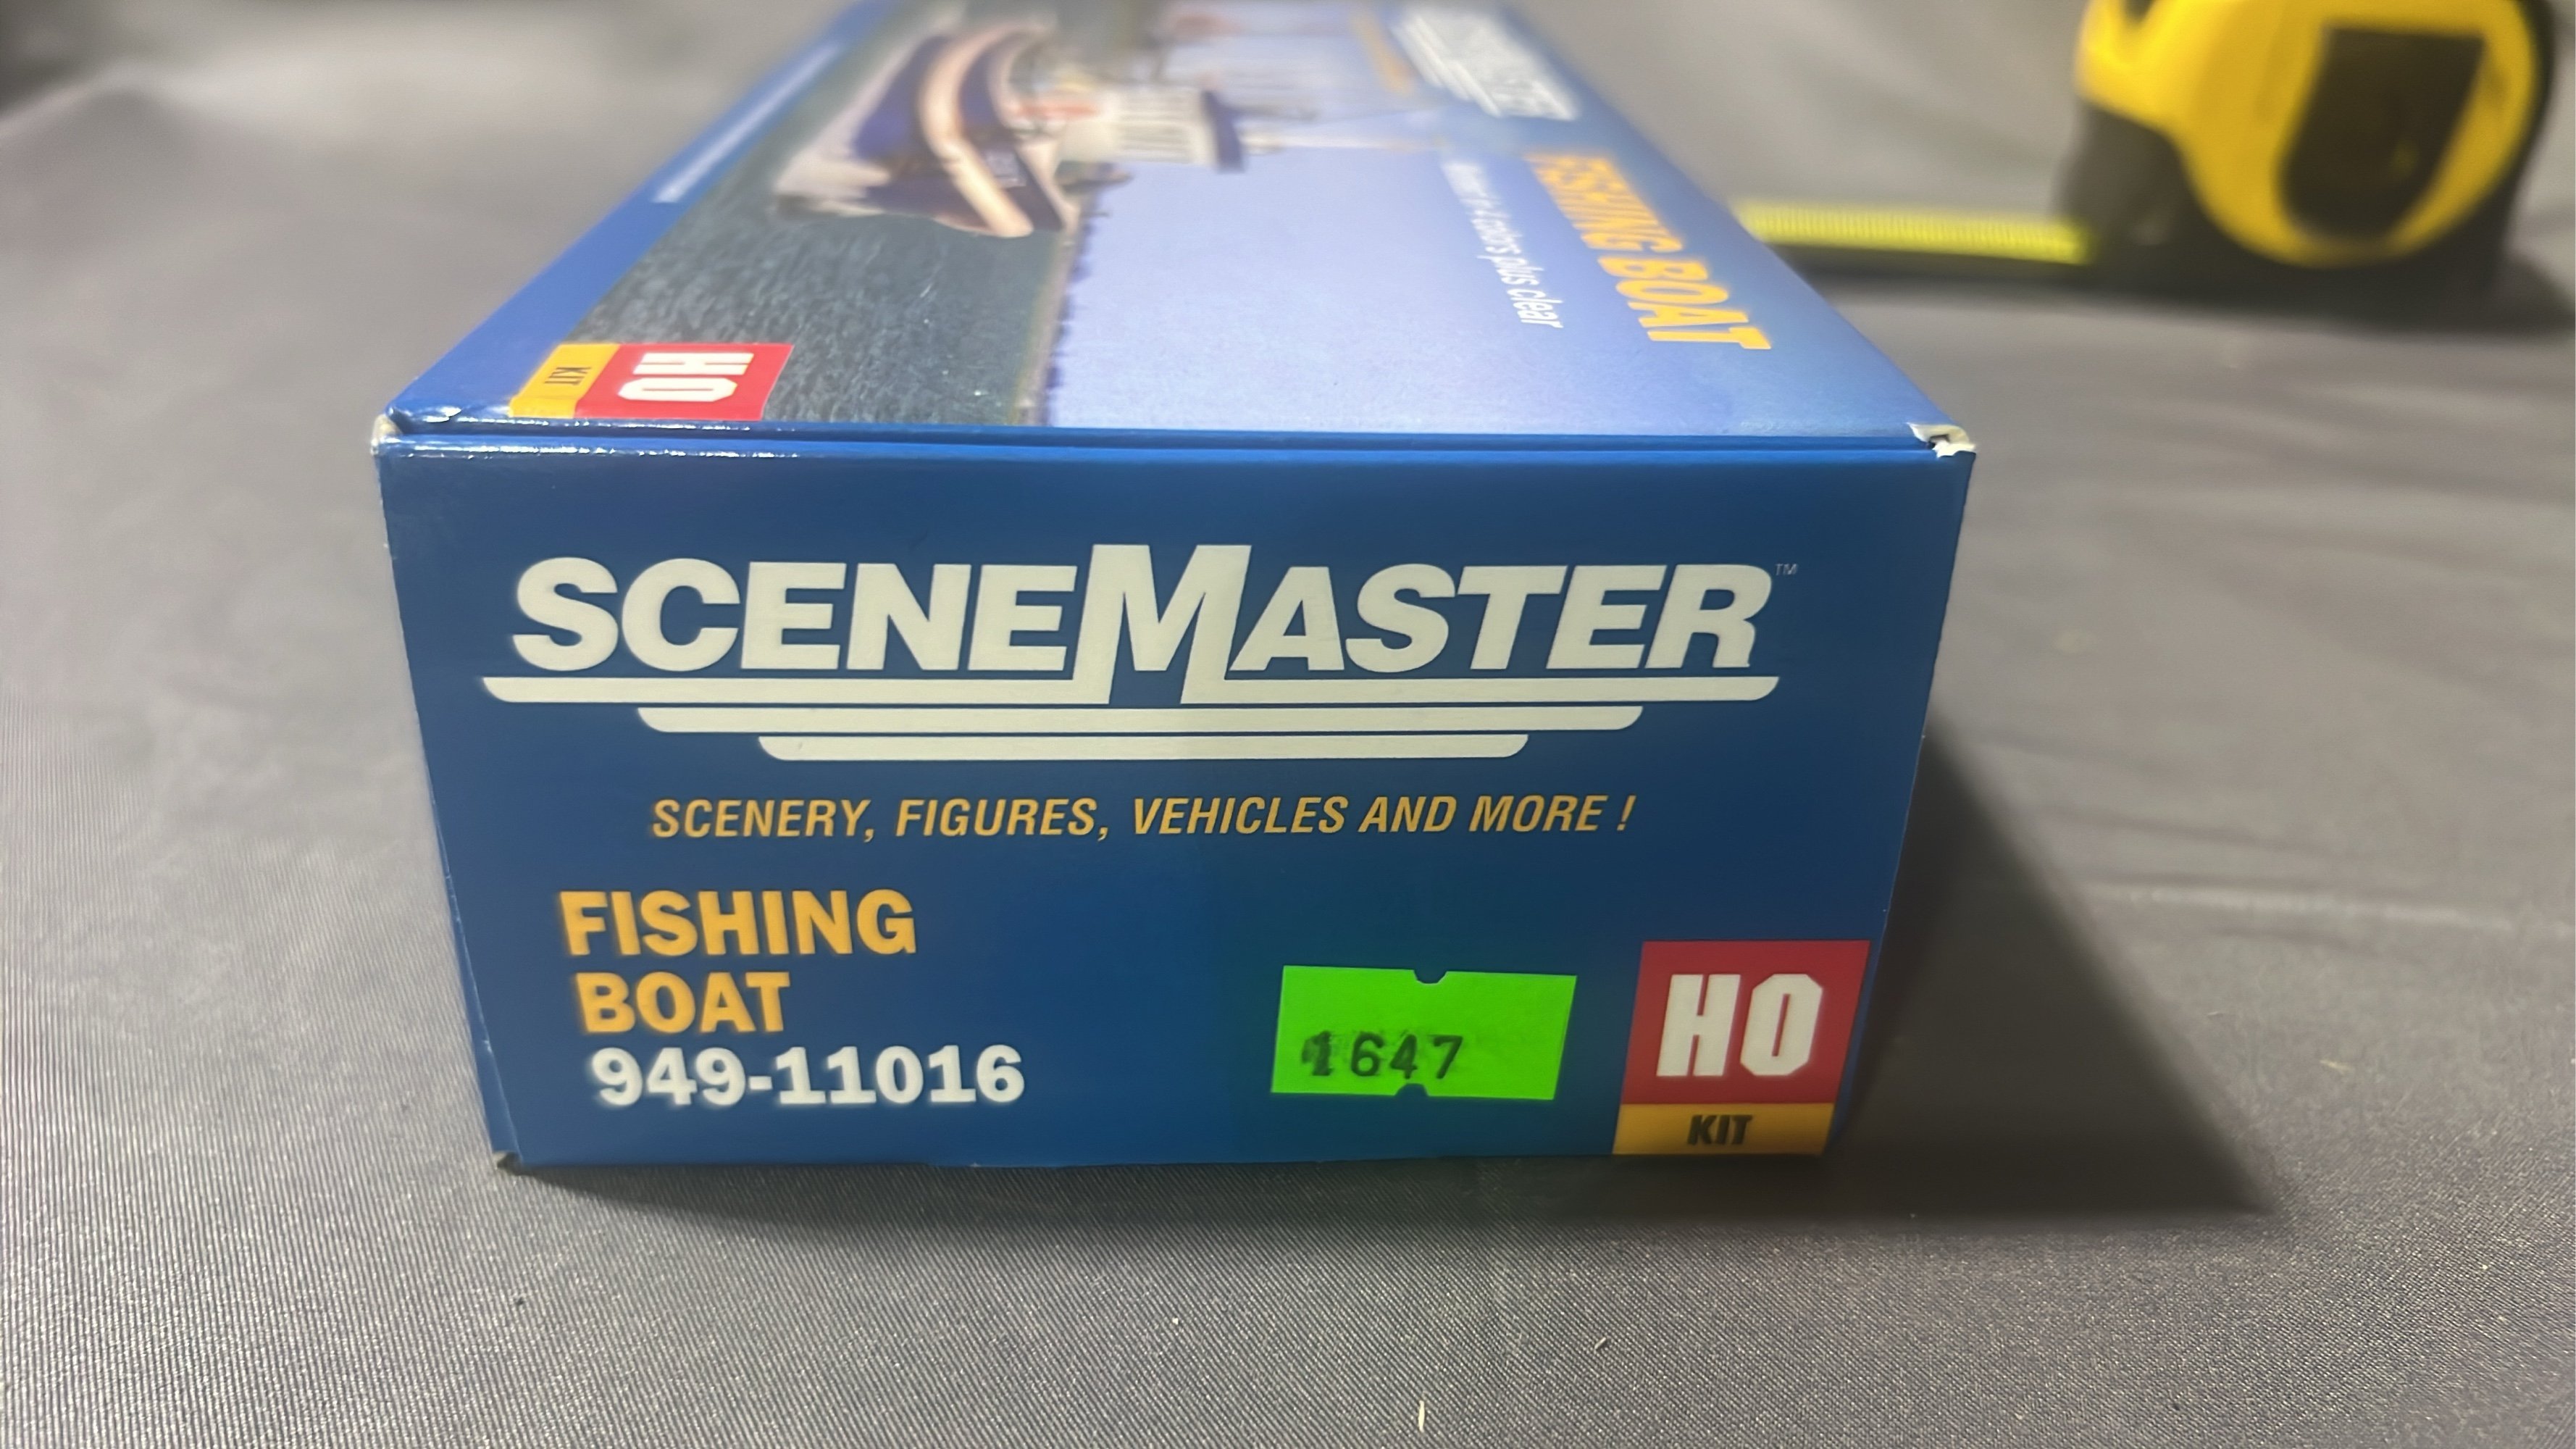 FISHING BOAT
HO
KIT
SCENEMASTER™
SCENERY, FIGURES, VEHICLES AND MORE !
FISHING
BOAT
949-11016
1647
HO
KIT